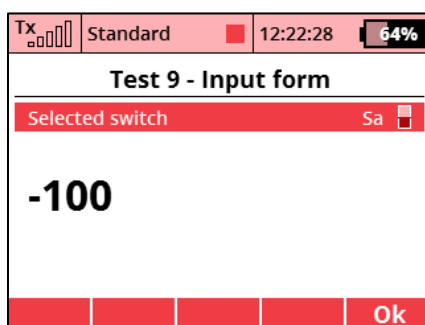 Tx Standard 12:22:28 64%
Test 9 - Input form
Selected switch Sa
-100
Ok